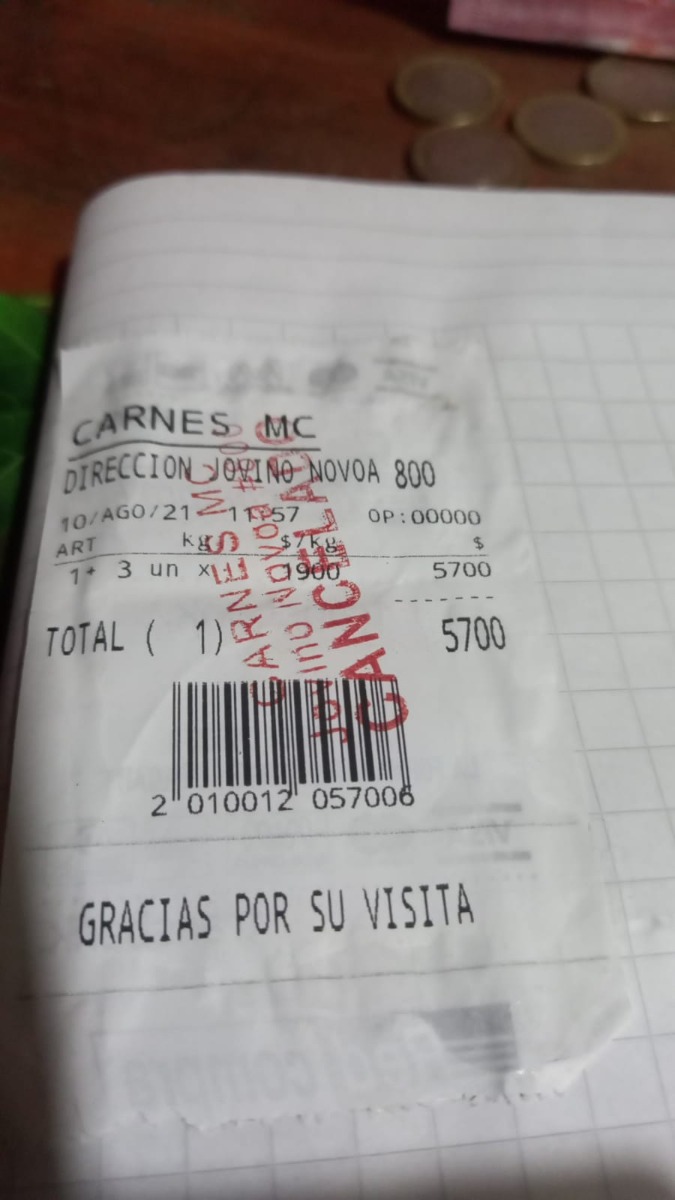 CARNES MC
DIRECCION JOVINO NOVOA 800
10/AGO/21 11:57 OP:00000
ART kg $/kg $
1+ 3 un x 1900 5700
-------
TOTAL ( 1) 5700
CARNES MC
Jovino Novoa #800
CANCELADO
2 010012 057006
GRACIAS POR SU VISITA
Redcompra